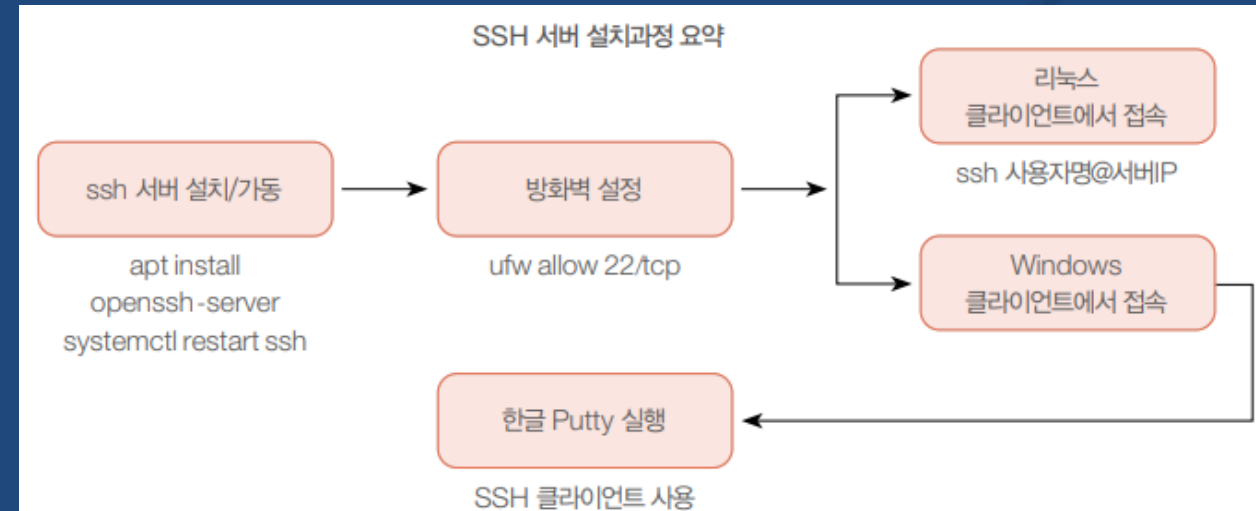 SSH 서버 설치과정 요약
ssh 서버 설치/가동
apt install
openssh-server
systemctl restart ssh
방화벽 설정
ufw allow 22/tcp
리눅스
클라이언트에서 접속
ssh 사용자명@서버IP
Windows
클라이언트에서 접속
한글 Putty 실행
SSH 클라이언트 사용